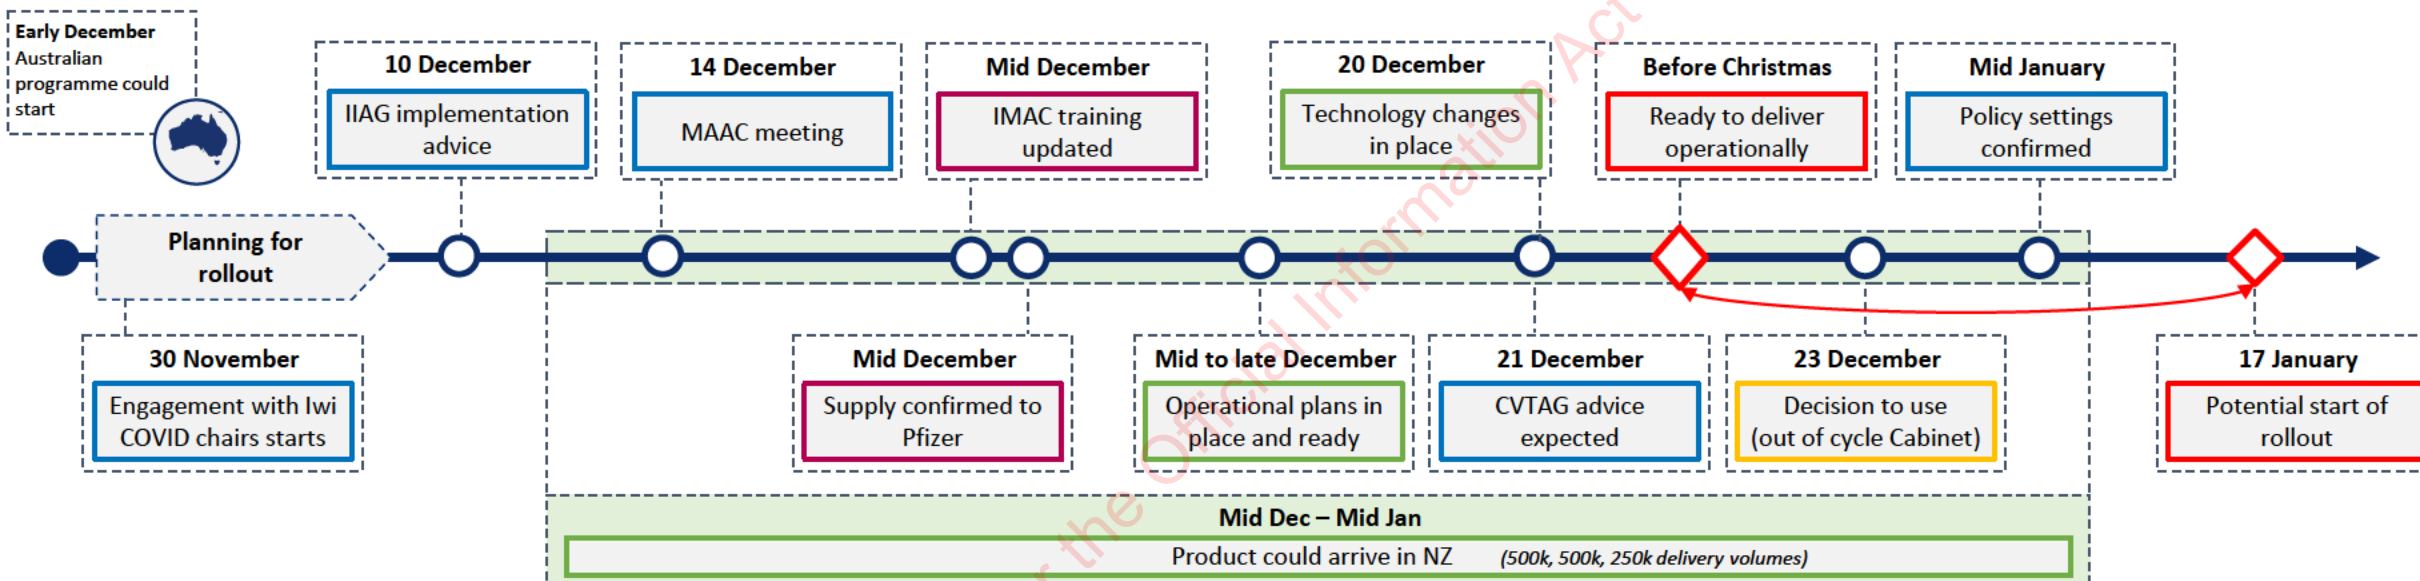 Early December
Australian
programme could
start
10 December
IIAG implementation
advice
14 December
MAAC meeting
Mid December
IMAC training
updated
20 December
Technology changes
in place
Before Christmas
Ready to deliver
operationally
Mid January
Policy settings
confirmed
Planning for
rollout
30 November
Engagement with Iwi
COVID chairs starts
Mid December
Supply confirmed to
Pfizer
Mid to late December
Operational plans in
place and ready
21 December
CVTAG advice
expected
23 December
Decision to use
(out of cycle Cabinet)
17 January
Potential start of
rollout
Mid Dec – Mid Jan
Product could arrive in NZ (500k, 500k, 250k delivery volumes)
the Official Information Act